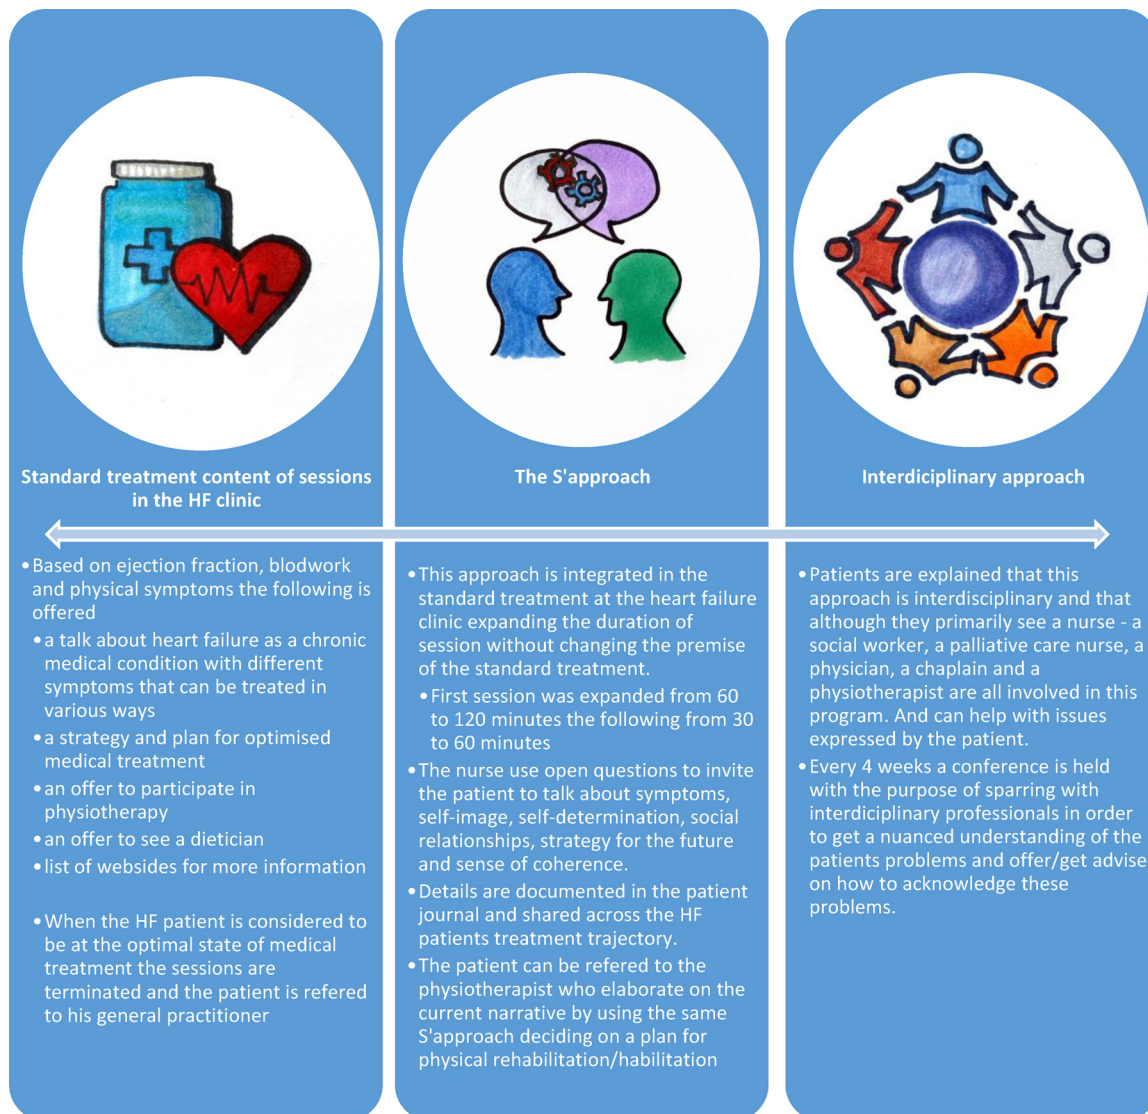 Standard treatment content of sessions
in the HF clinic
•Based on ejection fraction, blodwork
and physical symptoms the following is
offered
•a talk about heart failure as a chronic
medical condition with different
symptoms that can be treated in
various ways
•a strategy and plan for optimised
medical treatment
•an offer to participate in
physiotherapy
•an offer to see a dietician
•list of websides for more information
•When the HF patient is considered to
be at the optimal state of medical
treatment the sessions are
terminated and the patient is refered
to his general practitioner
The S'approach
•This approach is integrated in the
standard treatment at the heart failure
clinic expanding the duration of
session without changing the premise
of the standard treatment.
•First session was expanded from 60
to 120 minutes the following from 30
to 60 minutes
•The nurse use open questions to invite
the patient to talk about symptoms,
self-image, self-determination, social
relationships, strategy for the future
and sense of coherence.
•Details are documented in the patient
journal and shared across the HF
patients treatment trajectory.
•The patient can be refered to the
physiotherapist who elaborate on the
current narrative by using the same
S'approach deciding on a plan for
physical rehabilitation/habilitation
Interdiciplinary approach
•Patients are explained that this
approach is interdisciplinary and that
although they primarily see a nurse - a
social worker, a palliative care nurse, a
physician, a chaplain and a
physiotherapist are all involved in this
program. And can help with issues
expressed by the patient.
•Every 4 weeks a conference is held
with the purpose of sparring with
interdiciplinary professionals in order
to get a nuanced understanding of the
patients problems and offer/get advise
on how to acknowledge these
problems.